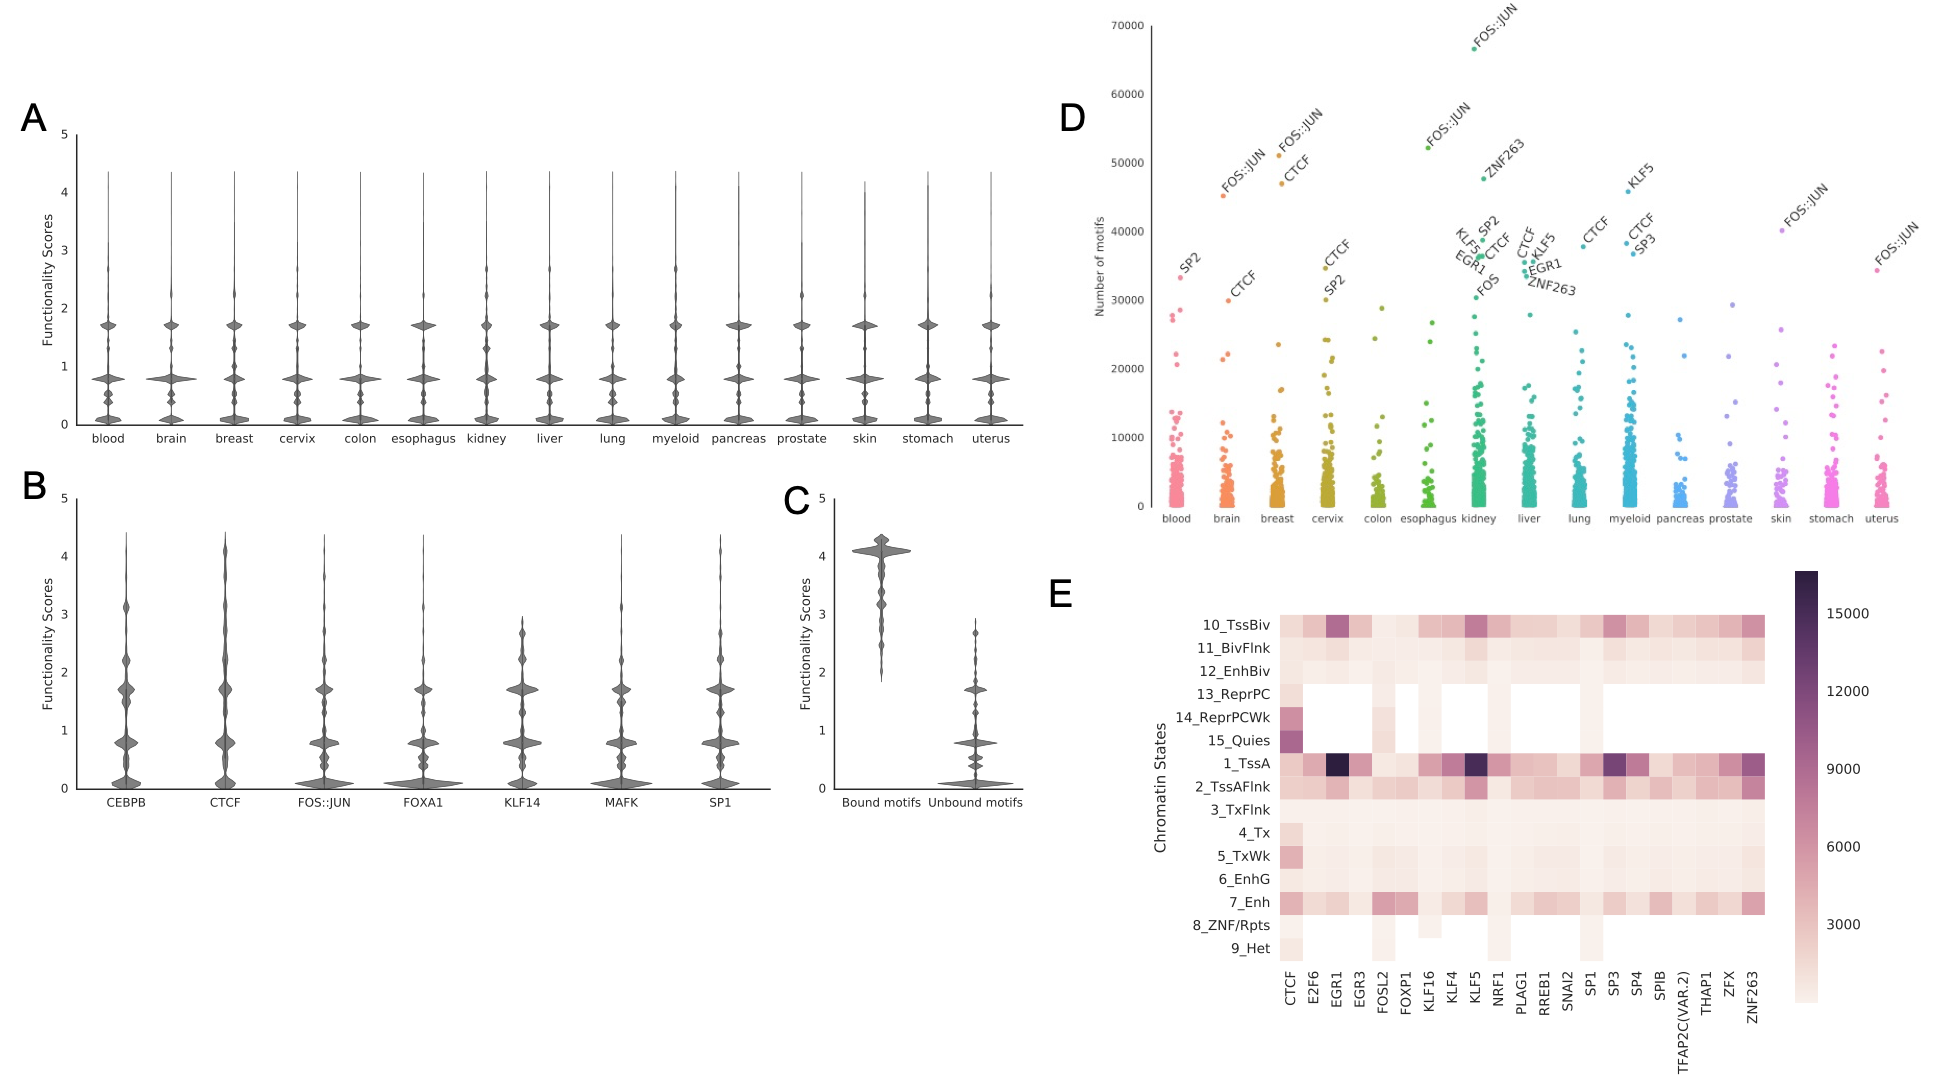 A
Functionality Scores
5
4
3
2
1
0
blood brain breast cervix colon esophagus kidney liver lung myeloid pancreas prostate skin stomach uterus
B
Functionality Scores
5
4
3
2
1
0
CEBPB CTCF FOS::JUN FOXA1 KLF14 MAFK SP1
C
Functionality Scores
5
4
3
2
1
0
Bound motifs Unbound motifs
D
Number of motifs
70000
60000
50000
40000
30000
20000
10000
0
SP2
FOS::JUN
CTCF
FOS::JUN
CTCF
CTCF
SP2
FOS::JUN
FOS::JUN
ZNF263
SP2
KLF5
CTCF
EGR1
FOS
CTCF
KLF5
EGR1
ZNF263
CTCF
KLF5
CTCF
SP3
FOS::JUN
FOS::JUN
blood brain breast cervix colon esophagus kidney liver lung myeloid pancreas prostate skin stomach uterus
E
Chromatin States
10_TssBiv
11_BivFlnk
12_EnhBiv
13_ReprPC
14_ReprPCWk
15_Quies
1_TssA
2_TssAFlnk
3_TxFlnk
4_Tx
5_TxWk
6_EnhG
7_Enh
8_ZNF/Rpts
9_Het
CTCF
E2F6
EGR1
EGR3
FOSL2
FOXP1
KLF16
KLF4
KLF5
NRF1
PLAG1
RREB1
SNAI2
SP1
SP3
SP4
SPIB
TFAP2C(VAR.2)
THAP1
ZFX
ZNF263
15000
12000
9000
6000
3000